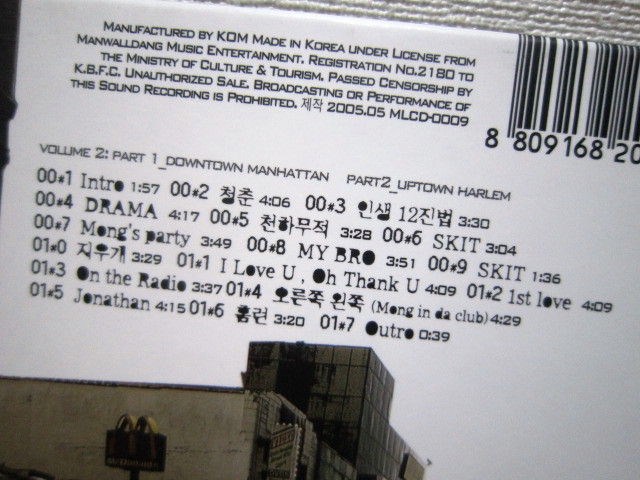 MANUFACTURED BY KOM MADE IN KOREA UNDER LICENSE FROM
MANWALLDANG MUSIC ENTERTAINMENT. REGISTRATION NO.2180 TO
THE MINISTRY OF CULTURE & TOURISM. PASSED CENSORSHIP BY
K.B.F.C. UNAUTHORIZED SALE, BROADCASTING OR PERFORMANCE OF
THIS SOUND RECORDING IS PROHIBITED. 제작 2005.05 MLCD-0009
8 809168 20
VOLUME 2: PART 1_DOWNTOWN MANHATTAN PART2_UPTOWN HARLEM
00#1 Intro 1:57 00#2 청춘 4:06 00#3 인생 12진법 3:30
00#4 DRAMA 4:17 00#5 천하무적 3:28 00#6 SKIT 3:04
00#7 Mong's party 3:49 00#8 MY BRO 3:51 00#9 SKIT 1:36
01#0 지우개 3:29 01#1 I Love U , Oh Thank U 4:09 01#2 1st love 4:09
01#3 On the Radio 3:37 01#4 오른쪽 왼쪽 (Mong in da club) 4:29
01#5 Jonathan 4:15 01#6 홈런 3:20 01#7 Outro 0:39
McDonald's